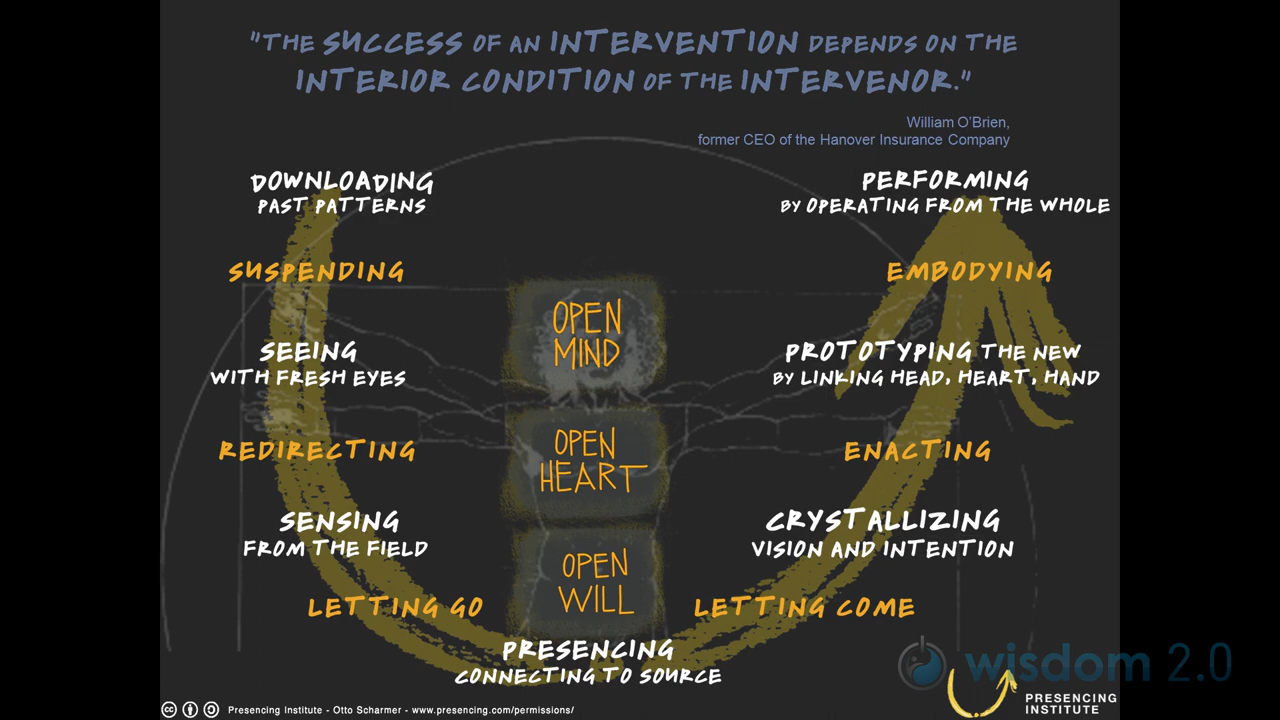 "THE SUCCESS OF AN INTERVENTION DEPENDS ON THE
INTERIOR CONDITION OF THE INTERVENOR."
William O'Brien,
former CEO of the Hanover Insurance Company
DOWNLOADING
PAST PATTERNS
SUSPENDING
SEEING
WITH FRESH EYES
REDIRECTING
SENSING
FROM THE FIELD
LETTING GO
OPEN
MIND
OPEN
HEART
OPEN
WILL
PRESENCING
CONNECTING TO SOURCE
PERFORMING
BY OPERATING FROM THE WHOLE
EMBODYING
PROTOTYPING THE NEW
BY LINKING HEAD, HEART, HAND
ENACTING
CRYSTALLIZING
VISION AND INTENTION
LETTING COME
wisdom 2.0
PRESENCING
INSTITUTE
cc Presencing Institute - Otto Scharmer - www.presencing.com/permissions/